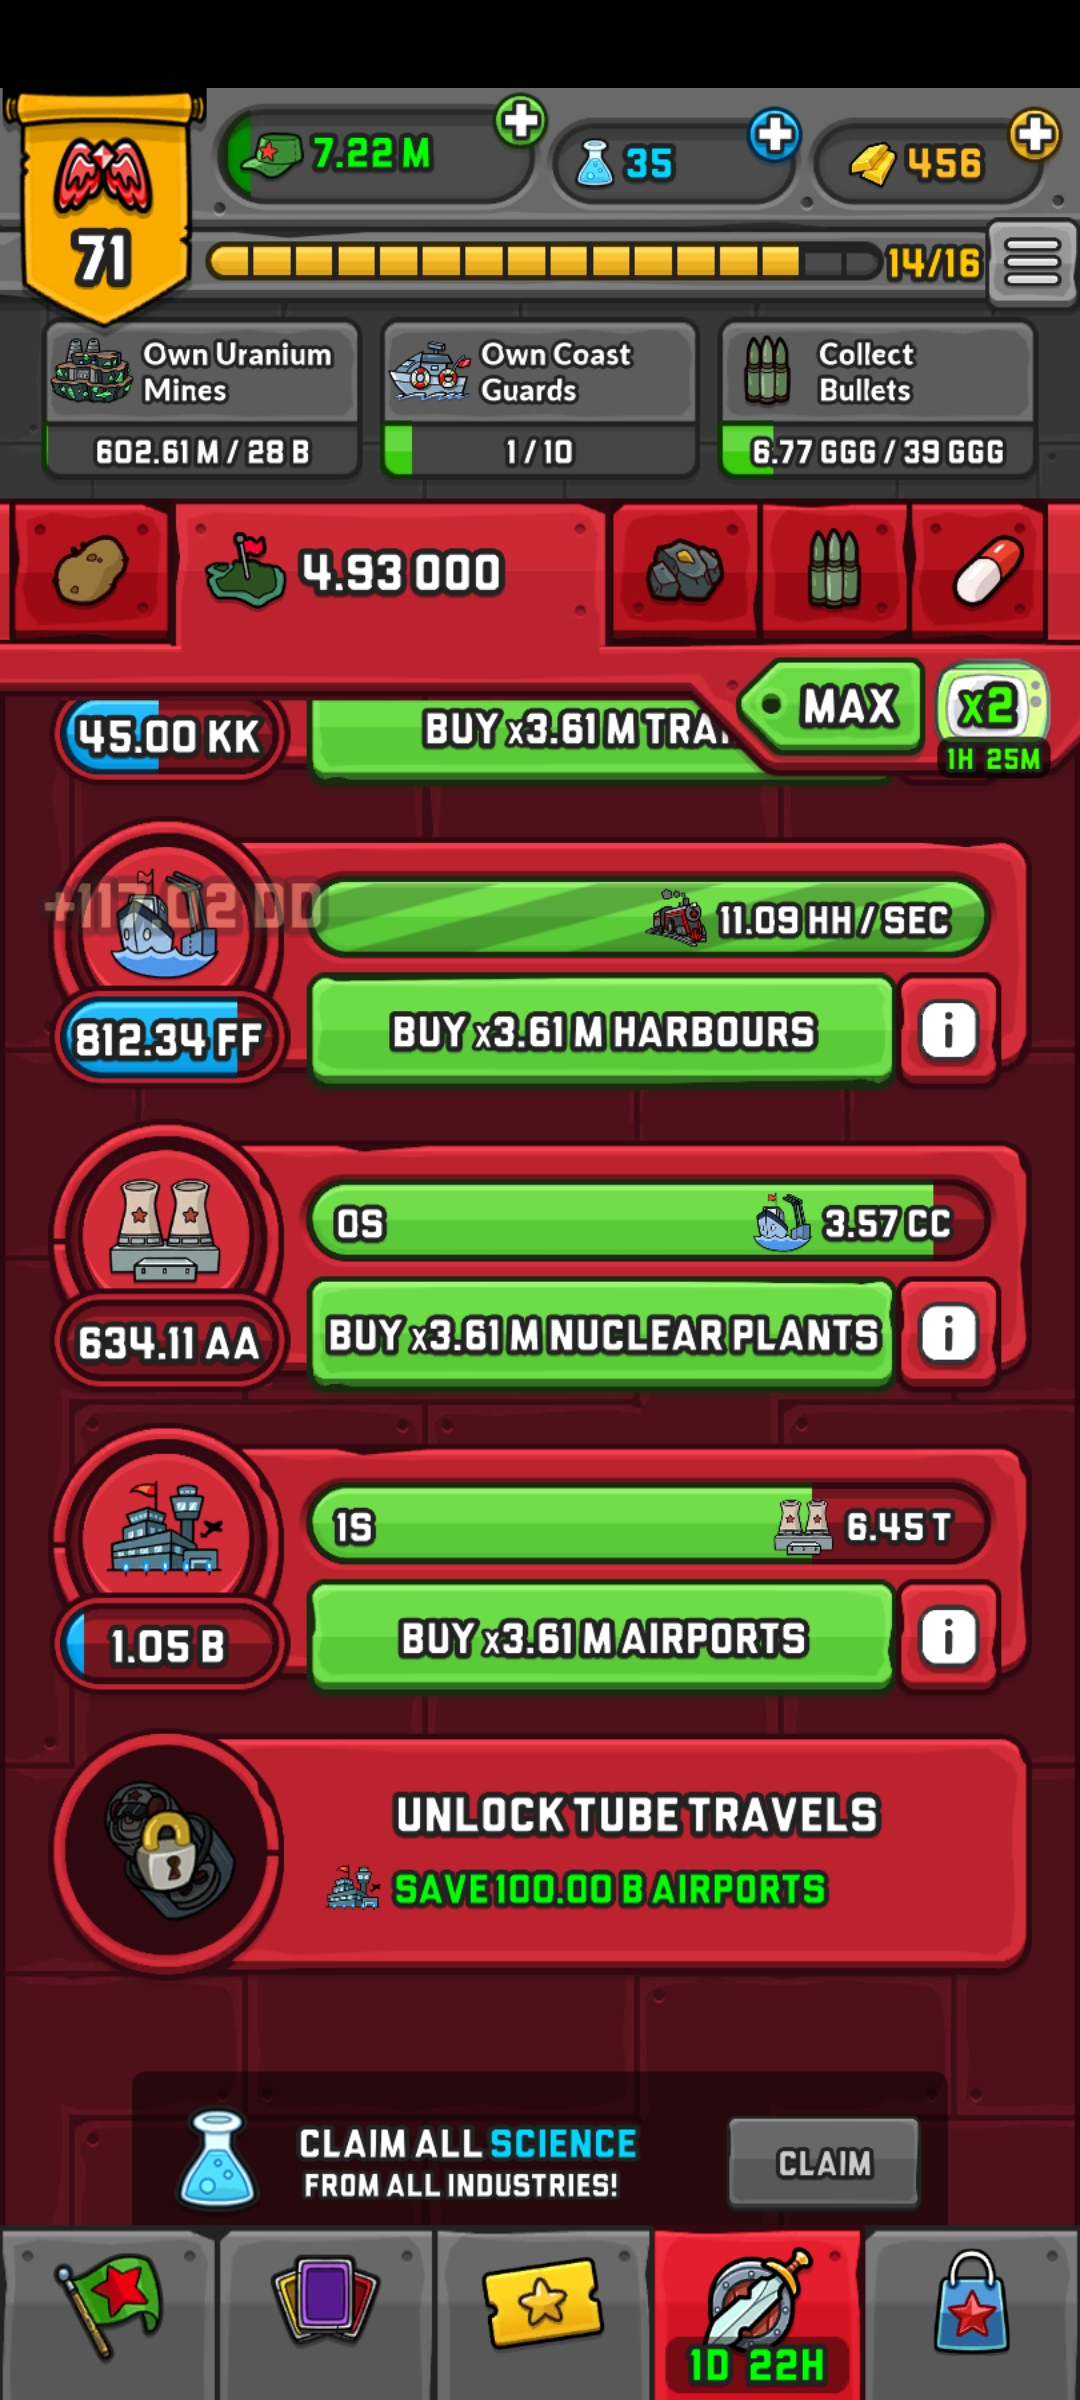 7.22 M
35
456
71
14/16
Own Uranium
Mines
602.61 M / 28 B
Own Coast
Guards
1 / 10
Collect
Bullets
6.77 GGG / 39 GGG
4.93 000
MAX
x2
1H 25M
45.00 KK
BUY x3.61 M
+117.02 DD
11.09 HH / SEC
812.34 FF
BUY x3.61 M HARBOURS
i
0S
3.57 CC
634.11 AA
BUY x3.61 M NUCLEAR PLANTS
i
1S
6.45 T
1.05 B
BUY x3.61 M AIRPORTS
i
UNLOCK TUBE TRAVELS
SAVE 100.00 B AIRPORTS
CLAIM ALL SCIENCE
FROM ALL INDUSTRIES!
CLAIM
1D 22H